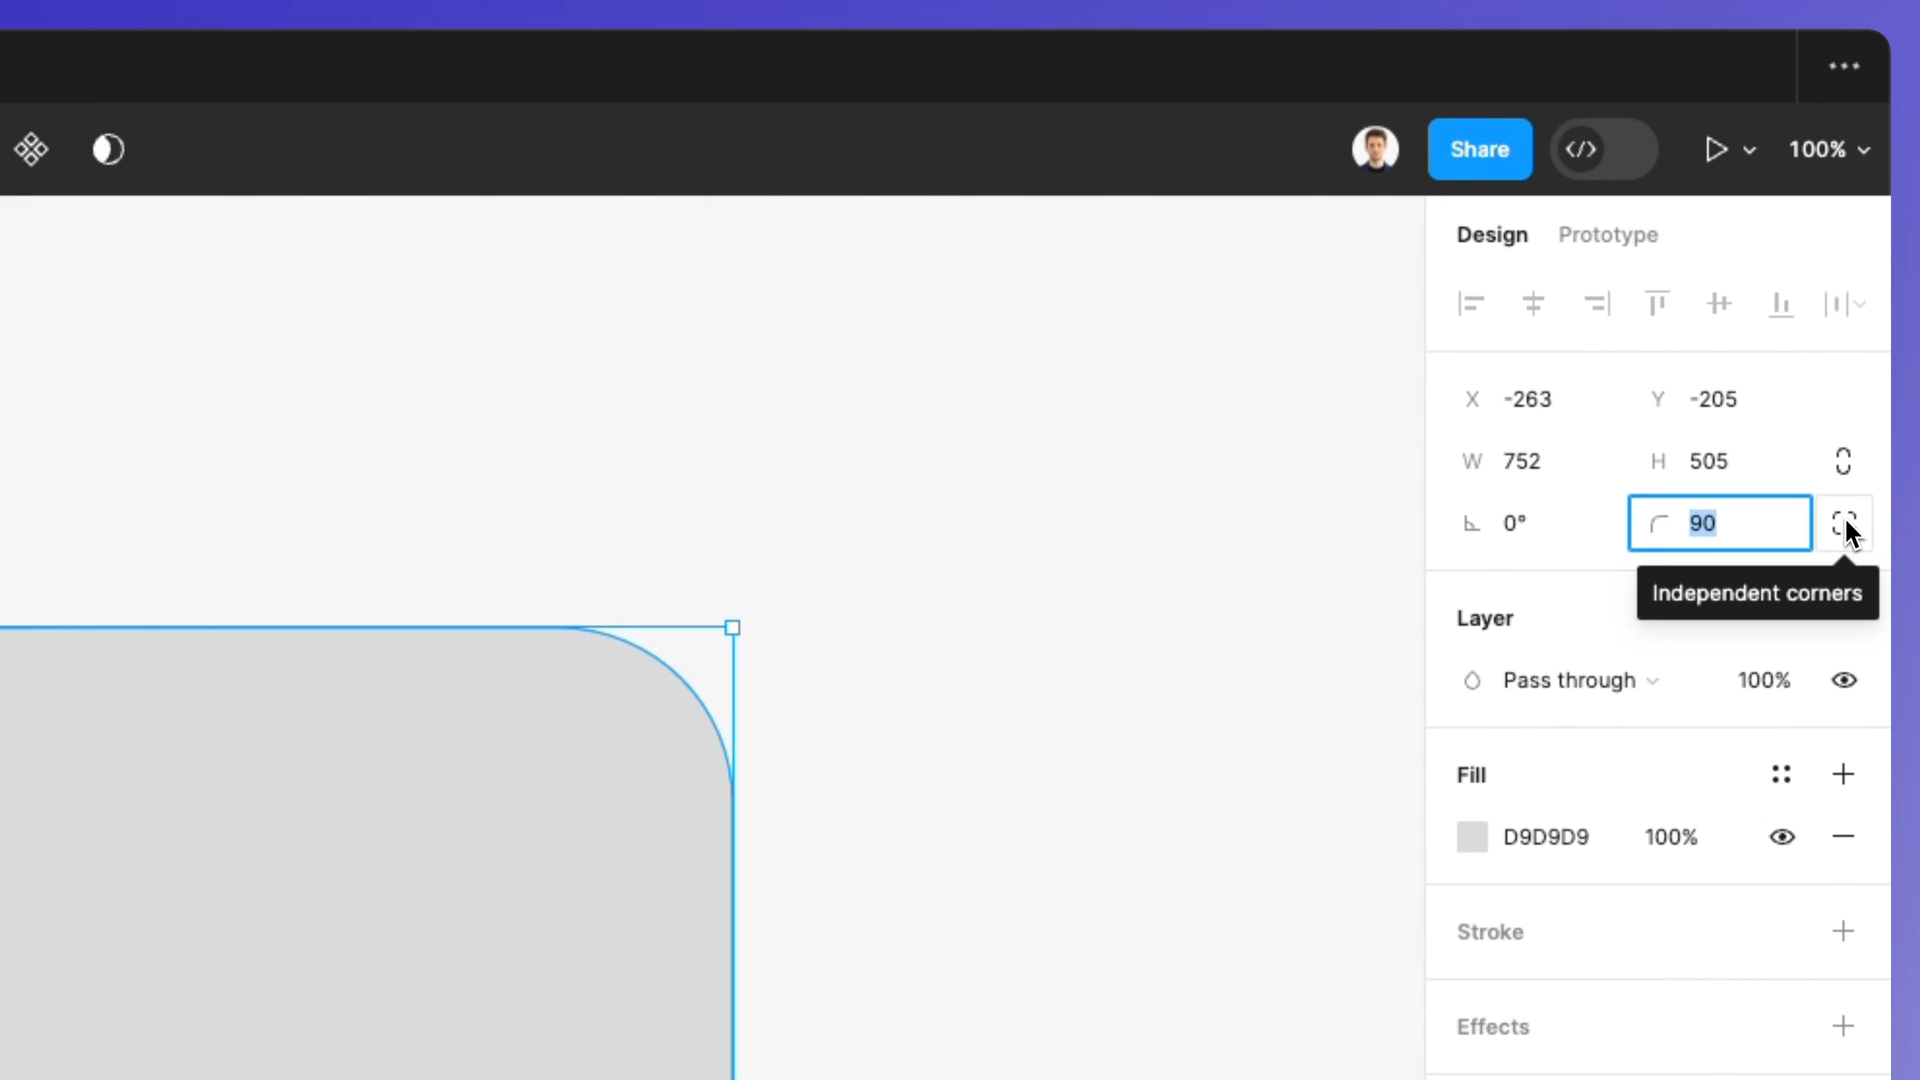 Share
</>
100%
Design Prototype
X -263 Y -205
W 752 H 505
0° 90
Independent corners
Layer
Pass through 100%
Fill
D9D9D9 100%
Stroke
Effects